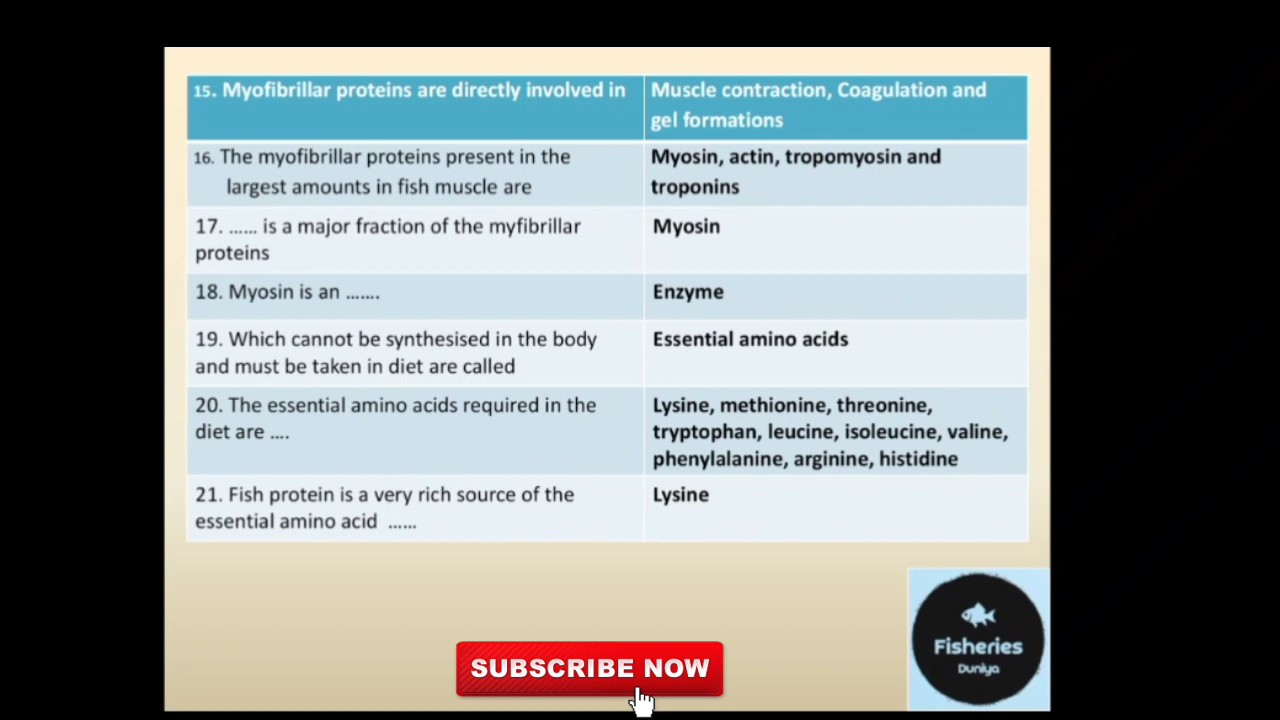 15. Myofibrillar proteins are directly involved in
Muscle contraction, Coagulation and
gel formations
16. The myofibrillar proteins present in the
largest amounts in fish muscle are
Myosin, actin, tropomyosin and
troponins
17. ...... is a major fraction of the myfibrillar
proteins
Myosin
18. Myosin is an .......
Enzyme
19. Which cannot be synthesised in the body
and must be taken in diet are called
Essential amino acids
20. The essential amino acids required in the
diet are ....
Lysine, methionine, threonine,
tryptophan, leucine, isoleucine, valine,
phenylalanine, arginine, histidine
21. Fish protein is a very rich source of the
essential amino acid ......
Lysine
Fisheries
Duniya
SUBSCRIBE NOW